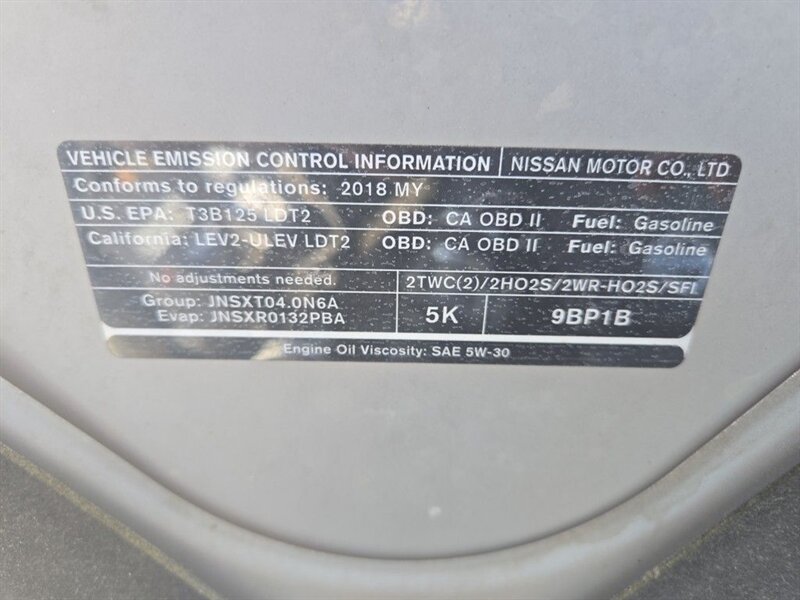 VEHICLE EMISSION CONTROL INFORMATION NISSAN MOTOR CO., LTD
Conforms to regulations: 2018 MY
U.S. EPA: T3B125 LDT2 OBD: CA OBD II Fuel: Gasoline
California: LEV2-ULEV LDT2 OBD: CA OBD II Fuel: Gasoline
No adjustments needed. 2TWC(2)/2HO2S/2WR-HO2S/SFI
Group: JNSXT04.0N6A
Evap: JNSXR0132PBA
5K 9BP1B
Engine Oil Viscosity: SAE 5W-30